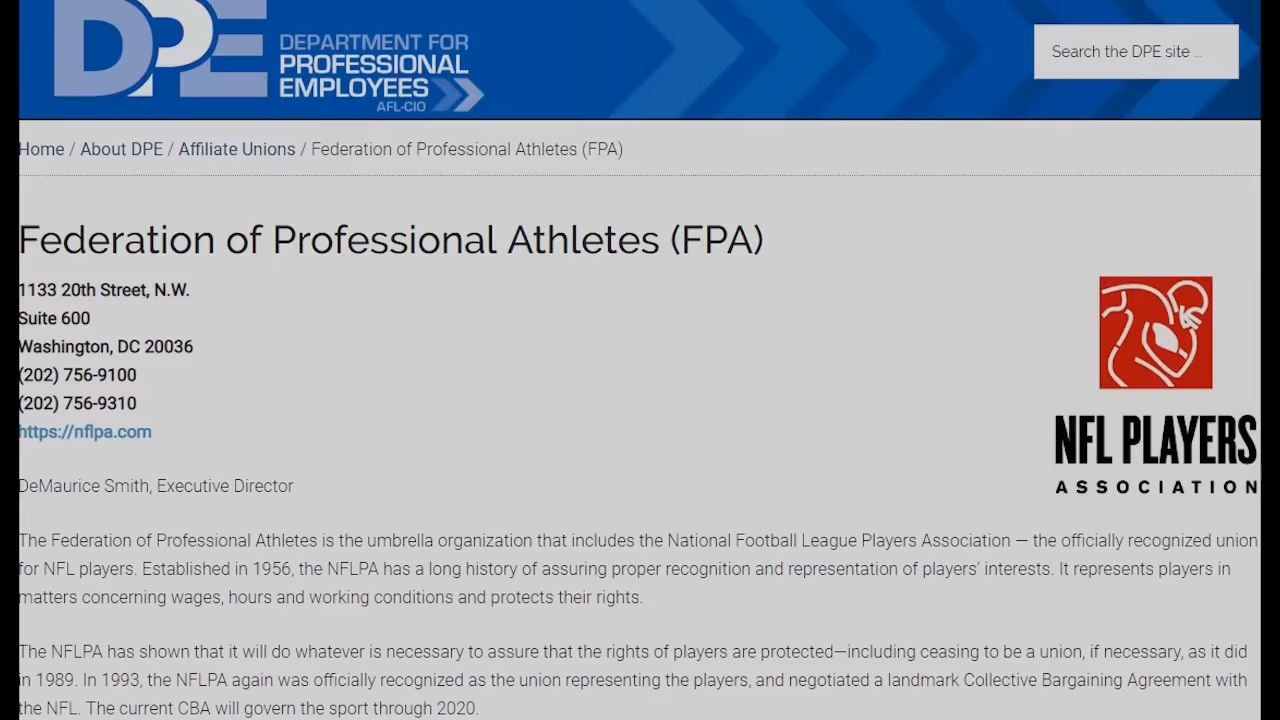 DPE
DEPARTMENT FOR
PROFESSIONAL
EMPLOYEES
AFL-CIO
Search the DPE site ...
Home / About DPE / Affiliate Unions / Federation of Professional Athletes (FPA)
Federation of Professional Athletes (FPA)
1133 20th Street, N.W.
Suite 600
Washington, DC 20036
(202) 756-9100
(202) 756-9310
https://nflpa.com
NFL PLAYERS
ASSOCIATION
DeMaurice Smith, Executive Director
The Federation of Professional Athletes is the umbrella organization that includes the National Football League Players Association — the officially recognized union
for NFL players. Established in 1956, the NFLPA has a long history of assuring proper recognition and representation of players’ interests. It represents players in
matters concerning wages, hours and working conditions and protects their rights.
The NFLPA has shown that it will do whatever is necessary to assure that the rights of players are protected—including ceasing to be a union, if necessary, as it did
in 1989. In 1993, the NFLPA again was officially recognized as the union representing the players, and negotiated a landmark Collective Bargaining Agreement with
the NFL. The current CBA will govern the sport through 2020.